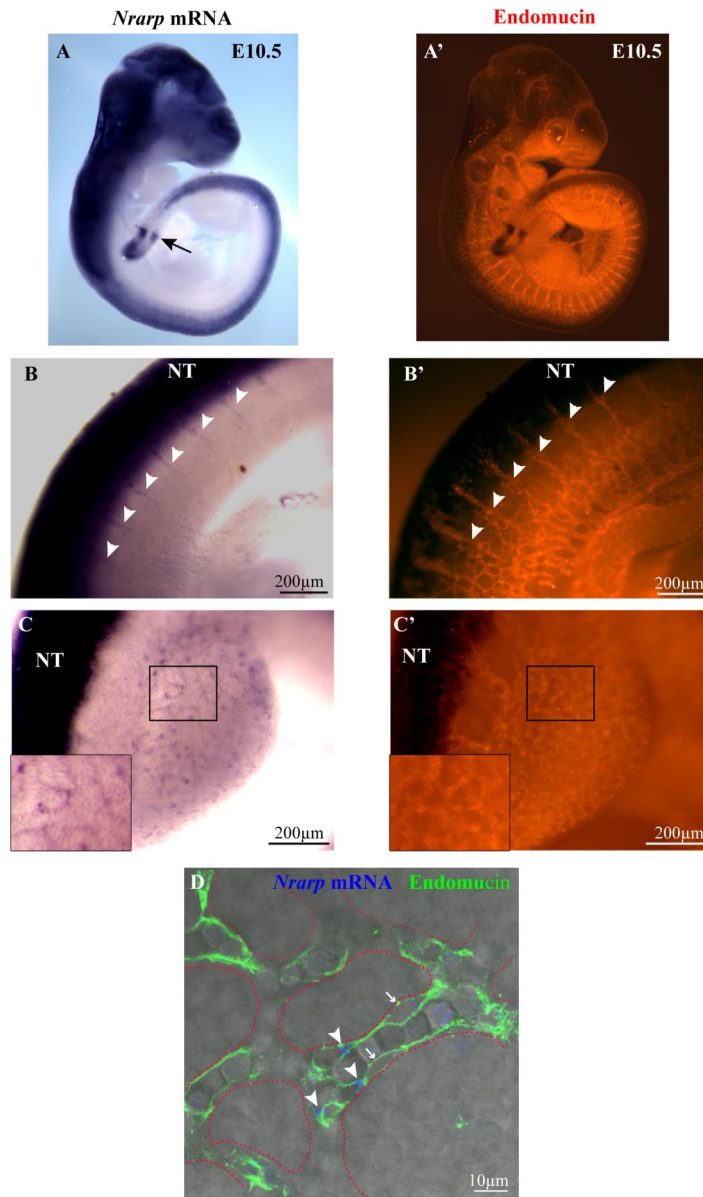 Nrarp mRNA
Endomucin
A E10.5
A’ E10.5
B NT
200µm
B’ NT
200µm
C
NT
200µm
C’
NT
200µm
D Nrarp mRNA Endomucin
10µm